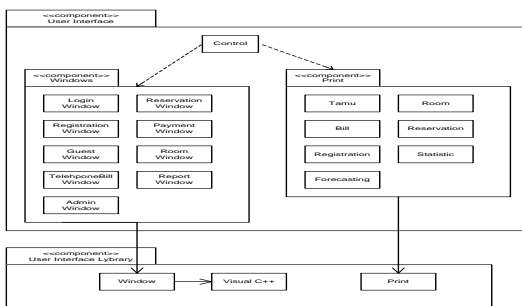 <<component>>
User Interface
Control
<<component>>
Windows
Login
Window
Reservation
Window
Registration
Window
Payment
Window
Guest
Window
Room
Window
TelehponeBill
Window
Report
Window
Admin
Window
<<component>>
Print
Tamu
Room
Bill
Reservation
Registration
Statistic
Forecasting
<<component>>
User Interface Lybrary
Window
Visual C++
Print